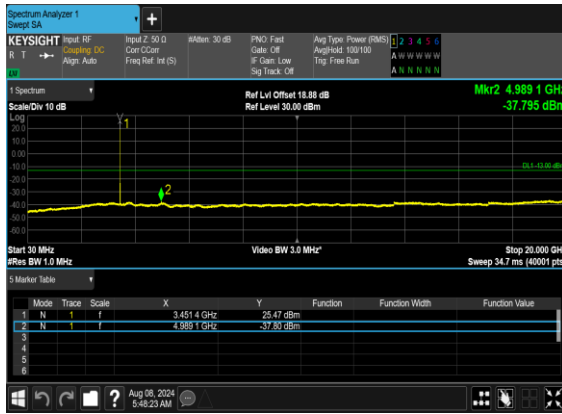 Spectrum Analyzer 1
Swept SA
+
KEYSIGHT Input: RF Input Z: 50 Ω #Atten: 30 dB PNO: Fast Avg Type: Power (RMS) 1 2 3 4 5 6
R T Coupling: DC Corr CCorr Gate: Off Avg|Hold: 100/100 A W W W W W
Align: Auto Freq Ref: Int (S) IF Gain: Low Trig: Free Run
LXI Sig Track: Off A N N N N N
1 Spectrum Ref Lvl Offset 18.88 dB Mkr2 4.989 1 GHz
Scale/Div 10 dB Ref Level 30.00 dBm -37.795 dBm
Log
20.0
10.0
0.00
-10.0
-20.0
-30.0
-40.0
-50.0
-60.0
1
2
DL1 -13.00 dBm
Start 30 MHz Video BW 3.0 MHz* Stop 20.000 GHz
#Res BW 1.0 MHz Sweep 34.7 ms (40001 pts)
5 Marker Table
Mode Trace Scale X Y Function Function Width Function Value
1 N 1 f 3.451 4 GHz 25.47 dBm
2 N 1 f 4.989 1 GHz -37.80 dBm
3
4
5
6
? Aug 08, 2024
5:48:23 AM